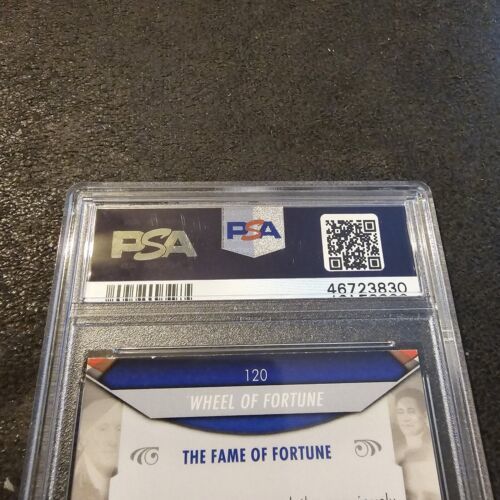 PSA
PSA
46723830
120
WHEEL OF FORTUNE
THE FAME OF FORTUNE